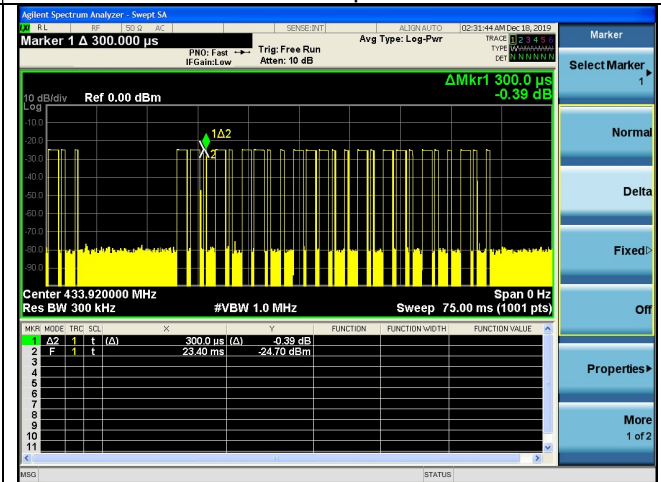 Agilent Spectrum Analyzer - Swept SA
RL RF 50 Ω AC SENSE:INT ALIGN AUTO 02:31:44 AM Dec 18, 2019
Marker 1 Δ 300.000 µs
PNO: Fast
IFGain:Low
Trig: Free Run
Atten: 10 dB
Avg Type: Log-Pwr
TRACE 1 2 3 4 5 6
TYPE
DET N N N N N N
ΔMkr1 300.0 µs
-0.39 dB
10 dB/div
Log
Ref 0.00 dBm
-10.0
-20.0
-30.0
-40.0
-50.0
-60.0
-70.0
-80.0
-90.0
1Δ2
2
Center 433.920000 MHz
Span 0 Hz
Res BW 300 kHz #VBW 1.0 MHz Sweep 75.00 ms (1001 pts)
MKR MODE TRC SCL X Y FUNCTION FUNCTION WIDTH FUNCTION VALUE
1 Δ2 1 t (Δ) 300.0 µs (Δ) -0.39 dB
2 F 1 t 23.40 ms -24.70 dBm
3
4
5
6
7
8
9
10
11
MSG STATUS
Marker
Select Marker
1
Normal
Delta
Fixed
Off
Properties
More
1 of 2